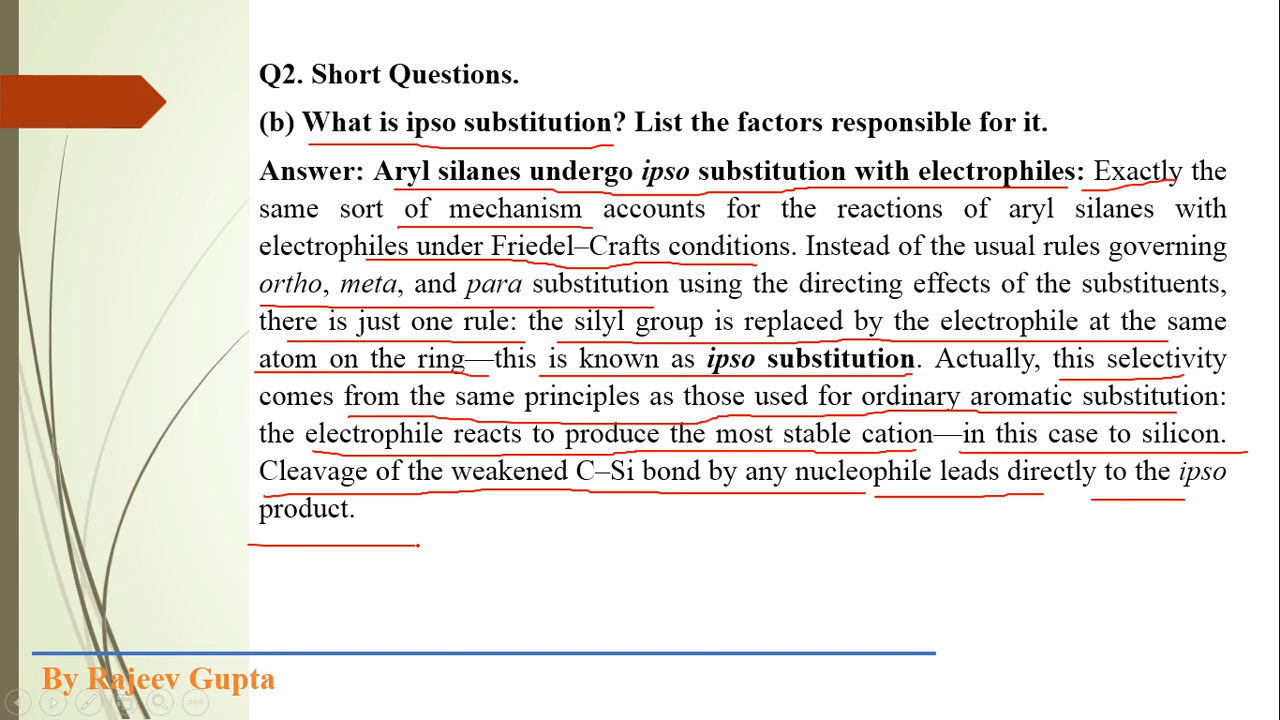 Q2. Short Questions.
(b) What is ipso substitution? List the factors responsible for it.
Answer: Aryl silanes undergo ipso substitution with electrophiles: Exactly the
same sort of mechanism accounts for the reactions of aryl silanes with
electrophiles under Friedel–Crafts conditions. Instead of the usual rules governing
ortho, meta, and para substitution using the directing effects of the substituents,
there is just one rule: the silyl group is replaced by the electrophile at the same
atom on the ring—this is known as ipso substitution. Actually, this selectivity
comes from the same principles as those used for ordinary aromatic substitution:
the electrophile reacts to produce the most stable cation—in this case to silicon.
Cleavage of the weakened C–Si bond by any nucleophile leads directly to the ipso
product.
By Rajeev Gupta